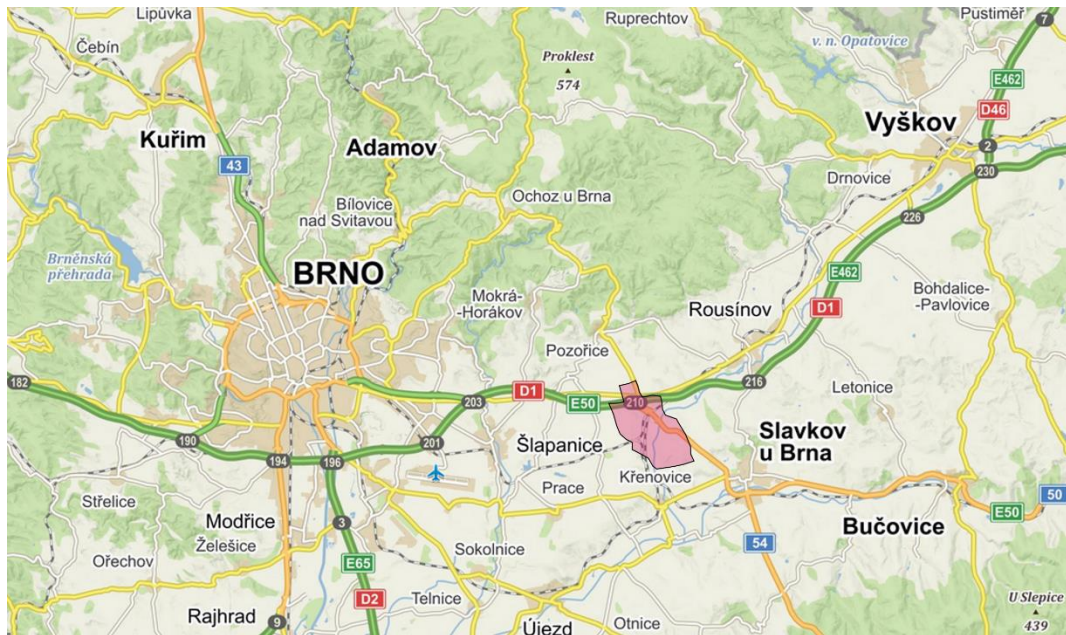 Lipůvka
Ruprechtov
Pustiměř
7
Čebín
v. n. Opatovice
Proklest
574
E462
D46
Vyškov
Kuřim
Adamov
2
43
230
Drnovice
Bílovice
nad Svitavou
Ochoz u Brna
226
Brněnská
přehrada
BRNO
E462
Mokrá-
-Horákov
Rousínov
D1
Bohdalice-
-Pavlovice
Pozořice
182
D1
216
Letonice
203
E50
210
190
201
Šlapanice
Slavkov
u Brna
194
196
Křenovice
Střelice
Prace
50
Modřice
3
E50
Bučovice
Želešice
Sokolnice
54
Ořechov
E65
Telnice
D2
U Slepice
439
Rajhrad
9
Újezd
Otnice